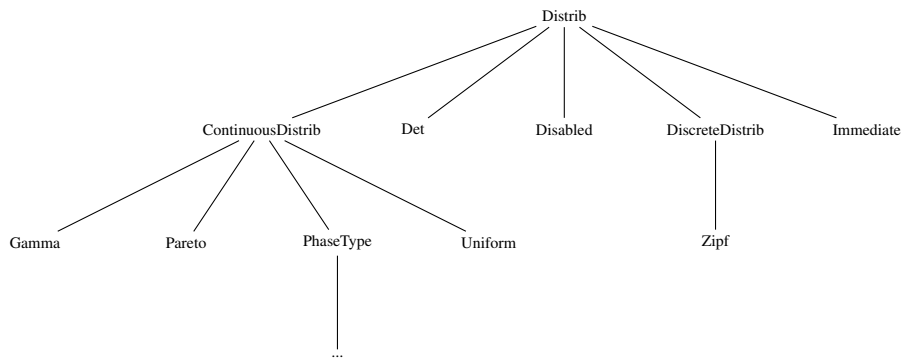 Distrib
ContinuousDistrib Det Disabled DiscreteDistrib Immediate
Gamma Pareto PhaseType Uniform Zipf
...